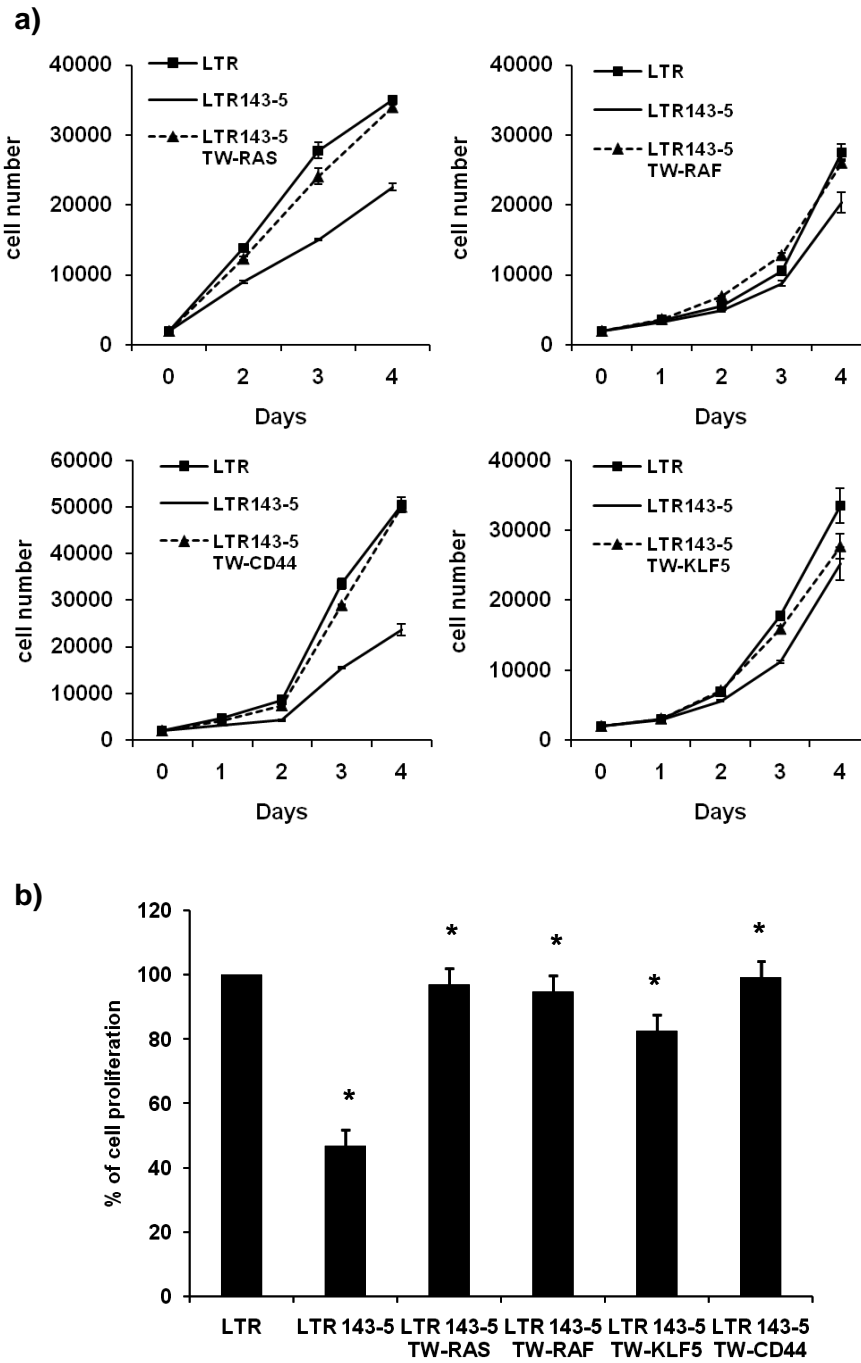 a)
40000
30000
20000
10000
0
cell number
LTR
LTR143-5
LTR143-5
TW-RAS
0 2 3 4
Days
40000
30000
20000
10000
0
cell number
LTR
LTR143-5
LTR143-5
TW-RAF
0 1 2 3 4
Days
60000
50000
40000
30000
20000
10000
0
cell number
LTR
LTR143-5
LTR143-5
TW-CD44
0 1 2 3 4
Days
40000
30000
20000
10000
0
cell number
LTR
LTR143-5
LTR143-5
TW-KLF5
0 1 2 3 4
Days
b)
120
100
80
60
40
20
0
% of cell proliferation
* * * * *
LTR LTR 143-5 LTR 143-5 LTR 143-5 LTR 143-5 LTR 143-5
TW-RAS TW-RAF TW-KLF5 TW-CD44